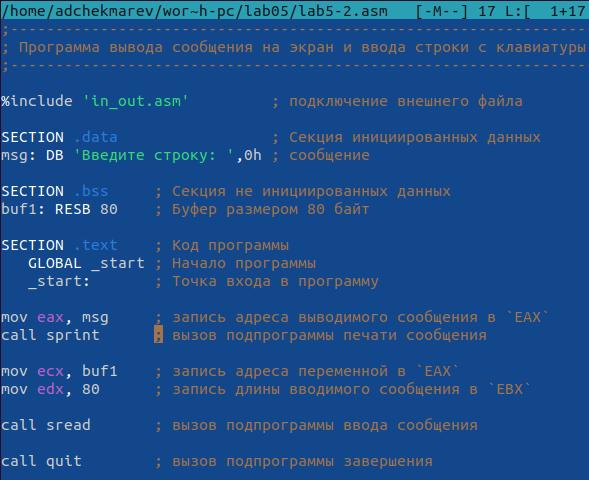 /home/adchekmarev/wor~h-pc/lab05/lab5-2.asm   [-M--] 17 L:[  1+17
;----------------------------------------------------------------
; Программа вывода сообщения на экран и ввода строки с клавиатуры
;----------------------------------------------------------------
%include 'in_out.asm'         ; подключение внешнего файла
SECTION .data                 ; Секция инициированных данных
msg: DB 'Введите строку: ',0h ; сообщение
SECTION .bss     ; Секция не инициированных данных
buf1: RESB 80    ; Буфер размером 80 байт
SECTION .text    ; Код программы
   GLOBAL _start ; Начало программы
   _start:       ; Точка входа в программу
mov eax, msg     ; запись адреса выводимого сообщения в `EAX`
call sprint      ; вызов подпрограммы печати сообщения
mov ecx, buf1    ; запись адреса переменной в `EAX`
mov edx, 80      ; запись длины вводимого сообщения в `EBX`
call sread       ; вызов подпрограммы ввода сообщения
call quit        ; вызов подпрограммы завершения